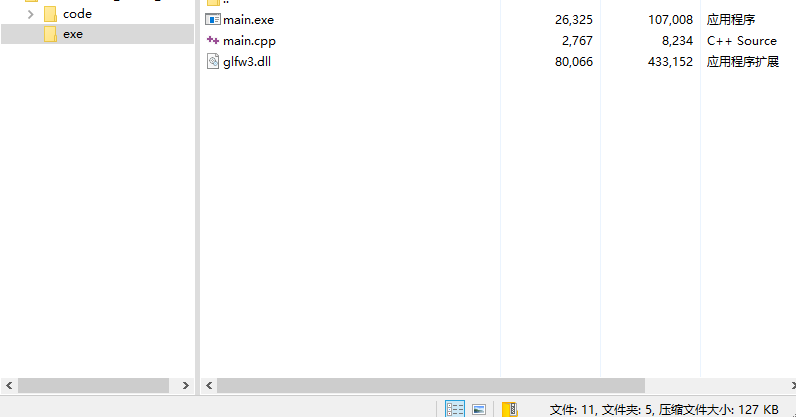 code
exe
..
main.exe 26,325 107,008 应用程序
main.cpp 2,767 8,234 C++ Source
glfw3.dll 80,066 433,152 应用程序扩展
文件: 11, 文件夹: 5, 压缩文件大小: 127 KB